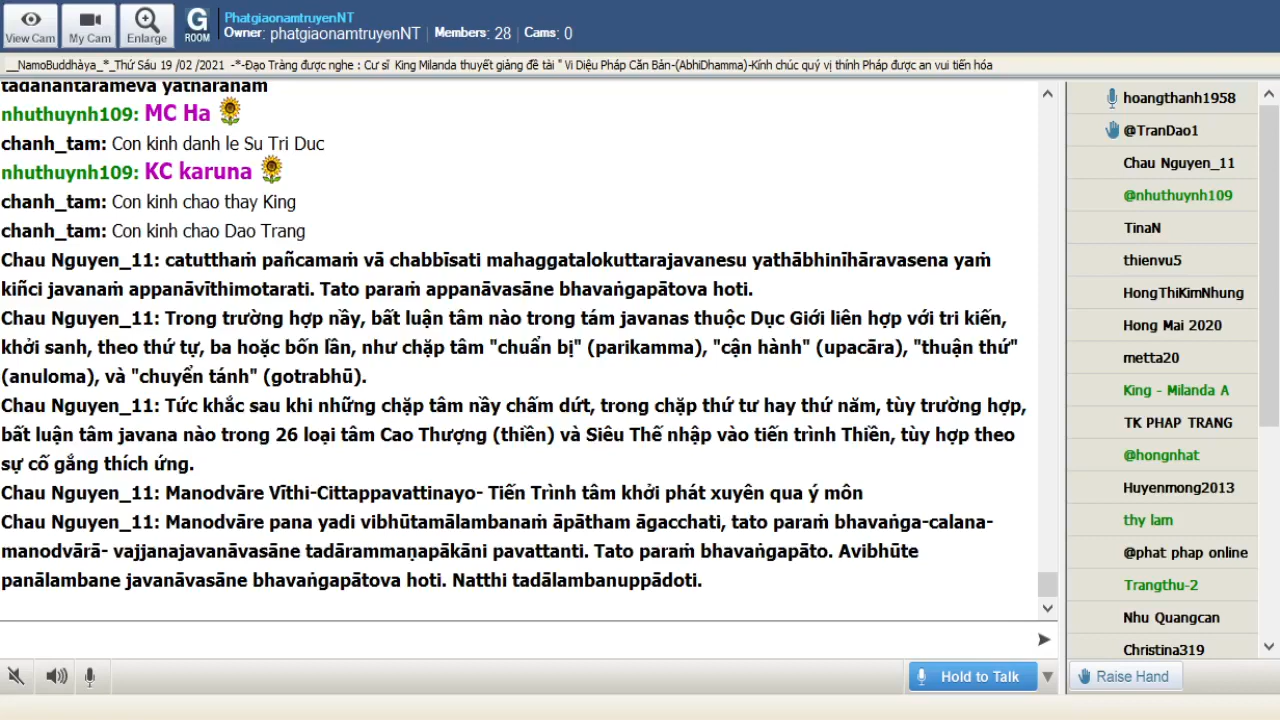 View Cam
My Cam
Enlarge
G
ROOM
PhatgiaonamtruyenNT
Owner: phatgiaonamtruyenNT | Members: 28 | Cams: 0
__NamoBuddhàya_*_Thứ Sáu 19 /02 /2021 -*-Đạo Tràng được nghe : Cư sĩ King Milanda thuyết giảng đề tài " Vi Diệu Pháp Căn Bản-(AbhiDhamma)-Kính chúc quý vị thính Pháp được an vui tiến hóa
tadanantarameva yathārahaṁ
nhuthuynh109: MC Ha
chanh_tam: Con kinh danh le Su Tri Duc
nhuthuynh109: KC karuna
chanh_tam: Con kinh chao thay King
chanh_tam: Con kinh chao Dao Trang
Chau Nguyen_11: catutthaṁ pañcamaṁ vā chabbīsati mahaggatalokuttarajavanesu yathābhinīhāravasena yaṁ
kiñci javanaṁ appanāvīthimotarati. Tato paraṁ appanāvasāne bhavaṅgapātova hoti.
Chau Nguyen_11: Trong trường hợp nầy, bất luận tâm nào trong tám javanas thuộc Dục Giới liên hợp với tri kiến,
khởi sanh, theo thứ tự, ba hoặc bốn lần, như chặp tâm "chuẩn bị" (parikamma), "cận hành" (upacāra), "thuận thứ"
(anuloma), và "chuyển tánh" (gotrabhū).
Chau Nguyen_11: Tức khắc sau khi những chặp tâm nầy chấm dứt, trong chặp thứ tư hay thứ năm, tùy trường hợp,
bất luận tâm javana nào trong 26 loại tâm Cao Thượng (thiền) và Siêu Thế nhập vào tiến trình Thiền, tùy hợp theo
sự cố gắng thích ứng.
Chau Nguyen_11: Manodvāre Vīthi-Cittappavattinayo- Tiến Trình tâm khởi phát xuyên qua ý môn
Chau Nguyen_11: Manodvāre pana yadi vibhūtamālambanaṁ āpātham āgacchati, tato paraṁ bhavaṅga-calana-
manodvārā- vajjanajavanāvasāne tadārammaṇapākāni pavattanti. Tato paraṁ bhavaṅgapāto. Avibhūte
panālambane javanāvasāne bhavaṅgapātova hoti. Natthi tadālambanuppādoti.
Hold to Talk
hoangthanh1958
@TranDao1
Chau Nguyen_11
@nhuthuynh109
TinaN
thienvu5
HongThiKimNhung
Hong Mai 2020
metta20
King - Milanda A
TK PHAP TRANG
@hongnhat
Huyenmong2013
thy lam
@phat phap online
Trangthu-2
Nhu Quangcan
Christina319
Raise Hand